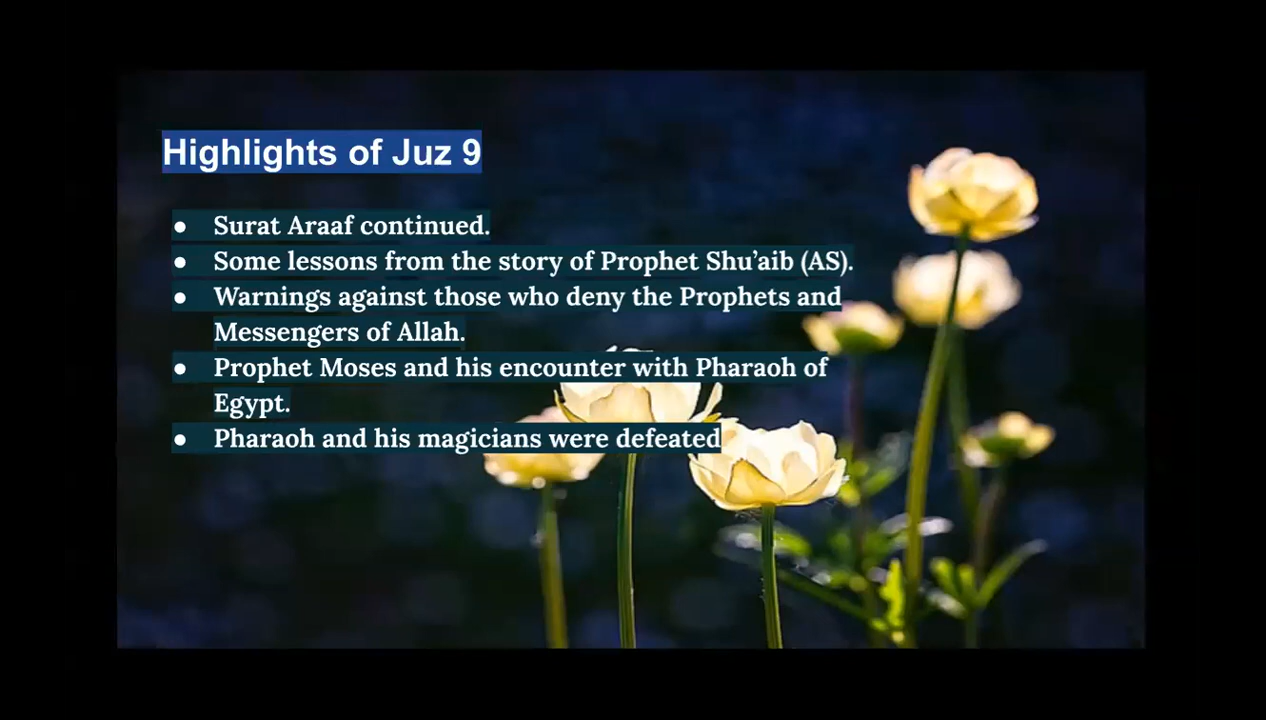 Highlights of Juz 9
● Surat Araaf continued.
● Some lessons from the story of Prophet Shu’aib (AS).
● Warnings against those who deny the Prophets and
Messengers of Allah.
● Prophet Moses and his encounter with Pharaoh of
Egypt.
● Pharaoh and his magicians were defeated